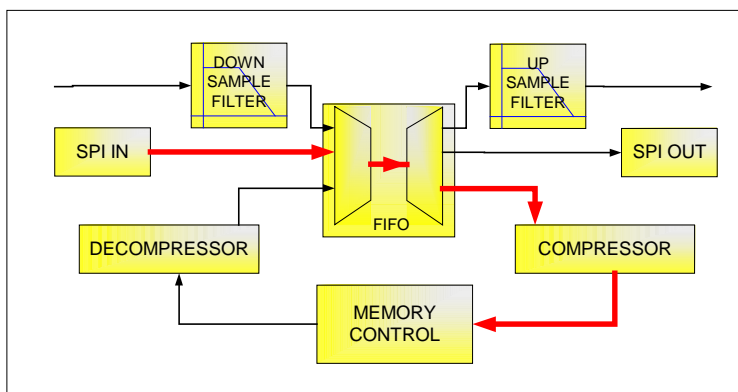 DOWN
SAMPLE
FILTER
UP
SAMPLE
FILTER
SPI IN
SPI OUT
FIFO
DECOMPRESSOR
COMPRESSOR
MEMORY
CONTROL